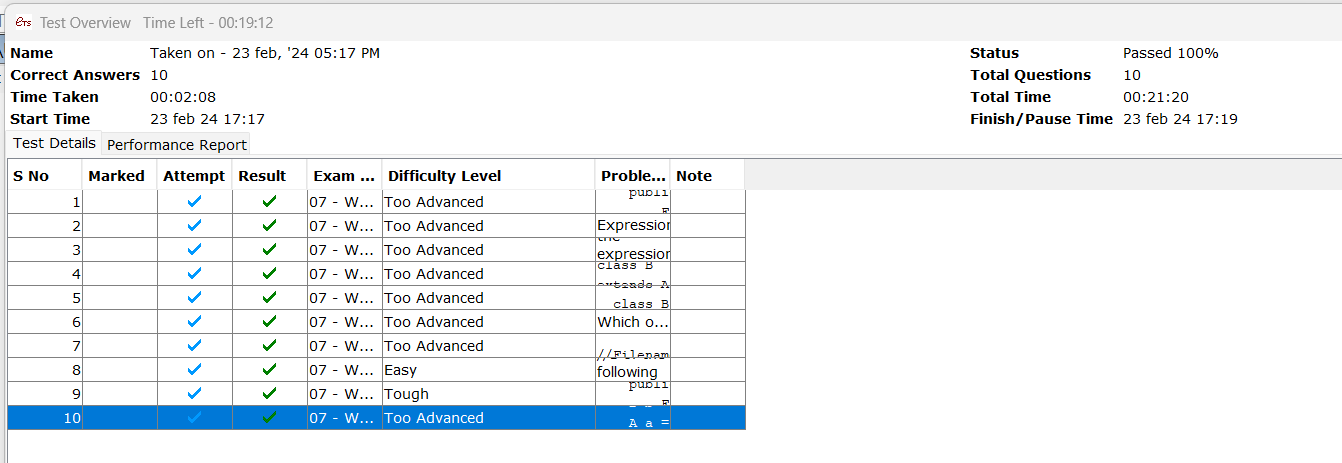 ETS Test Overview Time Left - 00:19:12
Name Taken on - 23 feb, '24 05:17 PM Status Passed 100%
Correct Answers 10 Total Questions 10
Time Taken 00:02:08 Total Time 00:21:20
Start Time 23 feb 24 17:17 Finish/Pause Time 23 feb 24 17:19
Test Details Performance Report
S No Marked Attempt Result Exam ... Difficulty Level Proble... Note
1 07 - W... Too Advanced publi
2 07 - W... Too Advanced Expression
3 07 - W... Too Advanced the
expression
4 07 - W... Too Advanced class B
extends A
5 07 - W... Too Advanced class B
6 07 - W... Too Advanced Which o...
7 07 - W... Too Advanced //Filenam
8 07 - W... Easy following
9 07 - W... Tough publi
10 07 - W... Too Advanced A a =